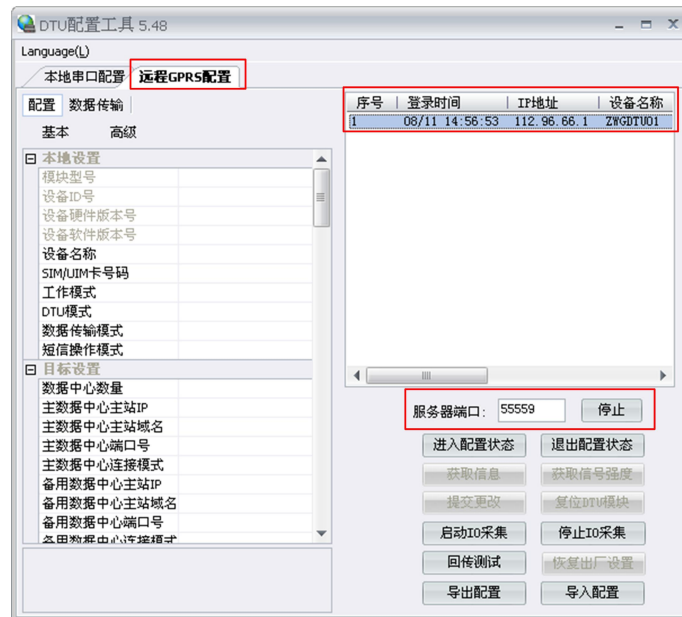 DTU配置工具 5.48
Language(L)
本地串口配置 远程GPRS配置
配置 数据传输
基本 高级
本地设置
模块型号
设备ID号
设备硬件版本号
设备软件版本号
设备名称
SIM/UIM卡号码
工作模式
DTU模式
数据传输模式
短信操作模式
目标设置
数据中心数量
主数据中心主站IP
主数据中心主站域名
主数据中心端口号
主数据中心连接模式
备用数据中心主站IP
备用数据中心主站域名
备用数据中心端口号
备用数据中心连接模式
序号 登录时间 IP地址 设备名称
1 08/11 14:56:53 112.96.66.1 ZWGDTU01
服务器端口: 55559 停止
进入配置状态 退出配置状态
获取信息 获取信号强度
提交更改 复位DTU模块
启动IO采集 停止IO采集
回传测试 恢复出厂设置
导出配置 导入配置